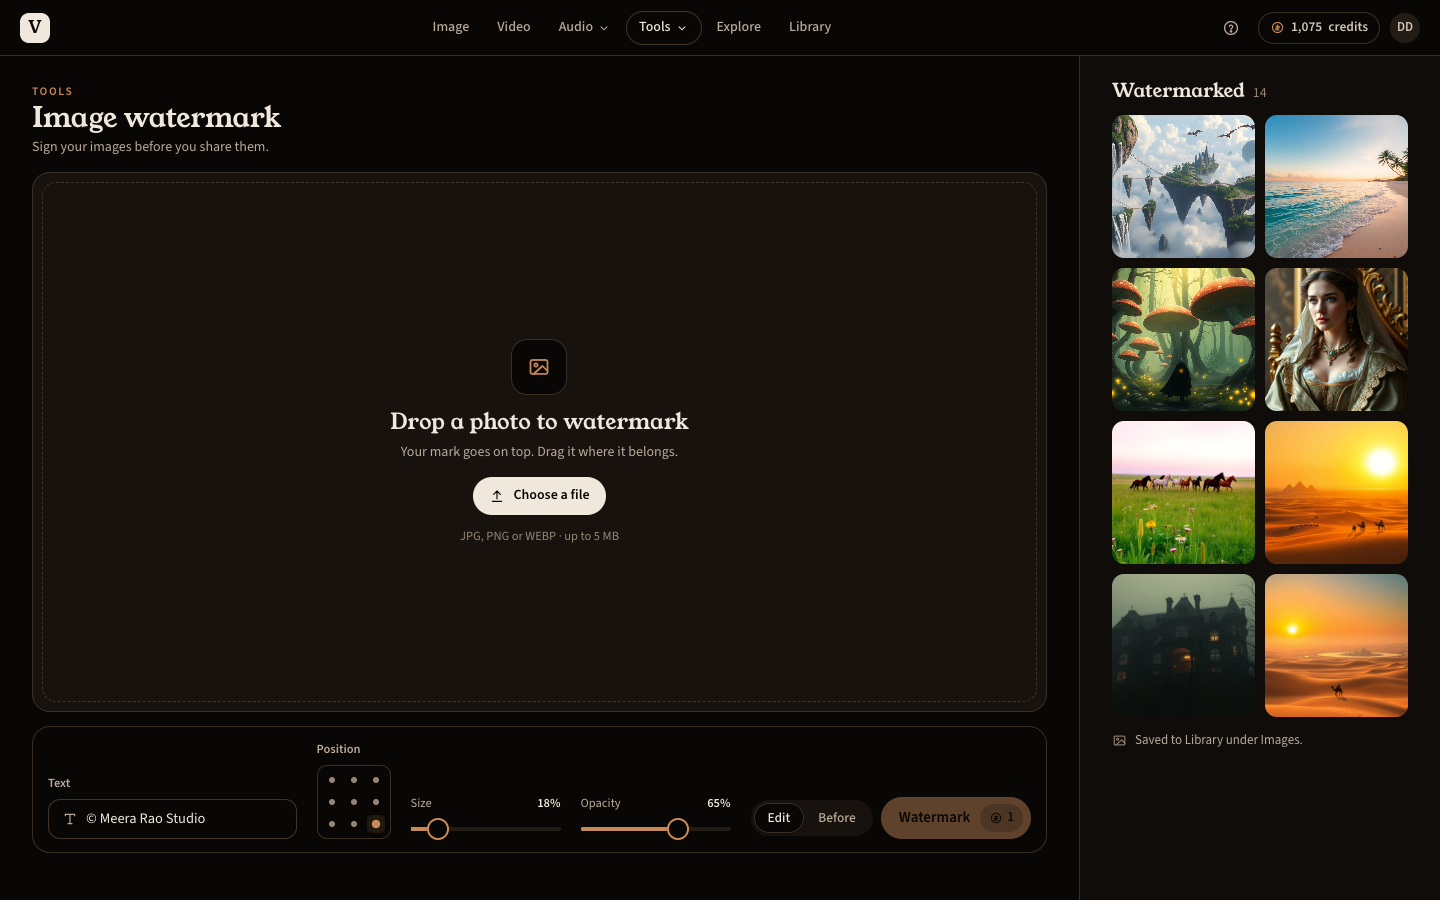 V
Image
Video
Audio
Tools
Explore
Library
1,075 credits
DD
TOOLS
Image watermark
Sign your images before you share them.
Drop a photo to watermark
Your mark goes on top. Drag it where it belongs.
Choose a file
JPG, PNG or WEBP · up to 5 MB
Text
© Meera Rao Studio
Position
Size
18%
Opacity
65%
Edit
Before
Watermark
1
Watermarked 14
Saved to Library under Images.